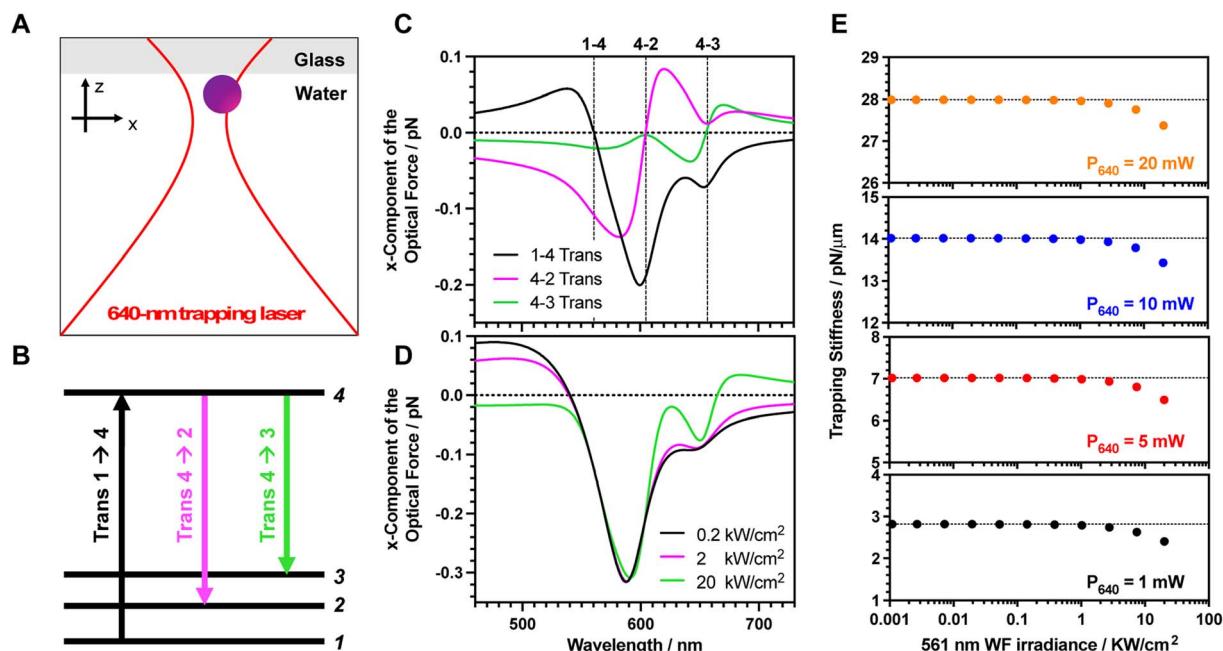 A
Glass
Water
z
x
640-nm trapping laser
B
4
Trans 1 → 4
Trans 4 → 2
Trans 4 → 3
3
2
1
C
1-4 4-2 4-3
x-Component of the
Optical Force / pN
0.1
0.0
-0.1
-0.2
1-4 Trans
4-2 Trans
4-3 Trans
D
x-Component of the
Optical Force / pN
0.1
0.0
-0.1
-0.2
-0.3
0.2 kW/cm²
2 kW/cm²
20 kW/cm²
500 600 700
Wavelength / nm
E
Trapping Stiffness / pN/μm
29
28
27
26
P640 = 20 mW
15
14
13
12
P640 = 10 mW
8
7
6
5
P640 = 5 mW
4
3
2
1
P640 = 1 mW
0.001 0.01 0.1 1 10 100
561 nm WF irradiance / KW/cm²